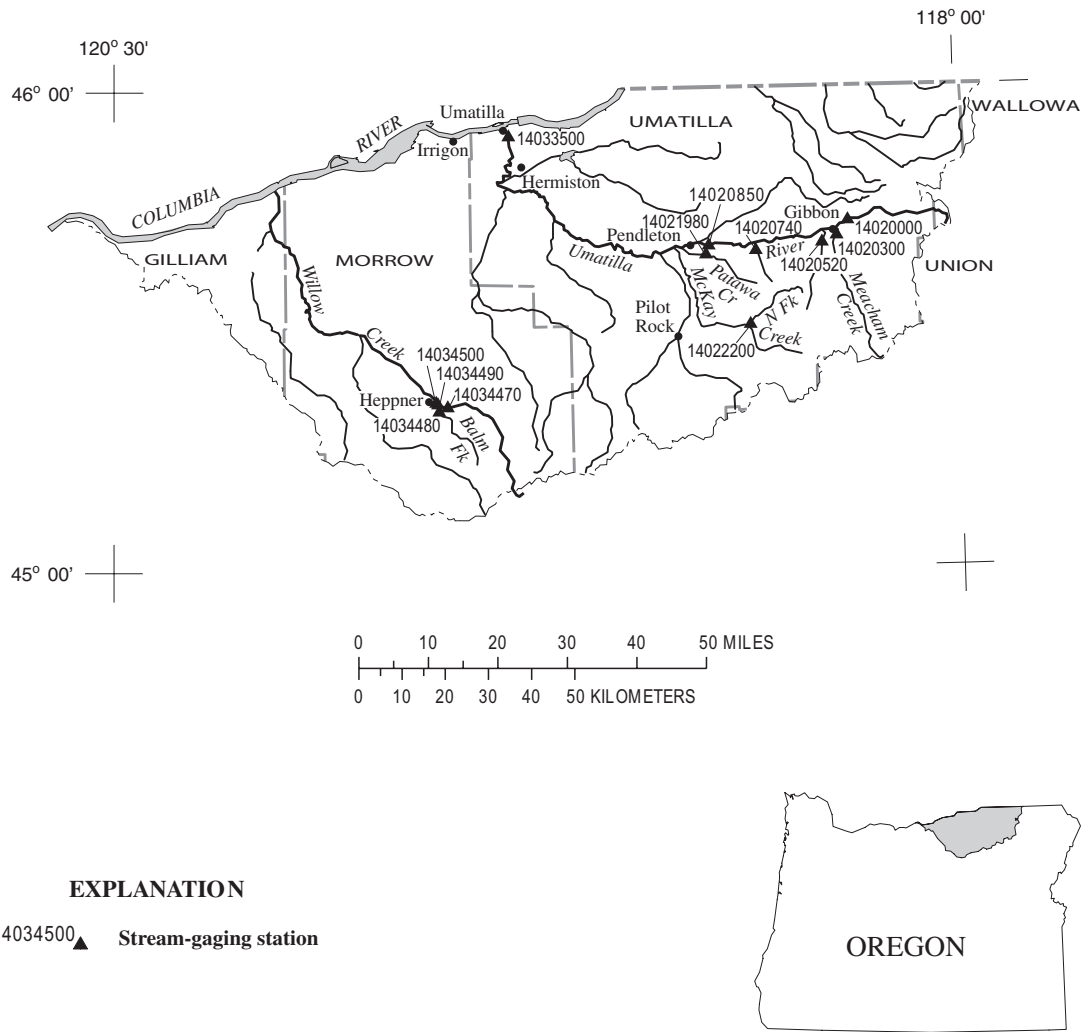 118° 00'
120° 30'
46° 00'
WALLOWA
Umatilla
UMATILLA
RIVER
14033500
Irrigon
Hermiston
COLUMBIA
14020850
Gibbon
14021980
14020740
14020000
Pendleton
River
14020300
GILLIAM
MORROW
Umatilla
14020520
UNION
Patawa
Cr
McKay
Willow
N Fk
Meacham
Creek
Pilot
Rock
Creek
14022200
Creek
14034500
14034490
14034470
Heppner
14034480
Balm
Fk
45° 00'
0 10 20 30 40 50 MILES
0 10 20 30 40 50 KILOMETERS
EXPLANATION
4034500 Stream-gaging station
OREGON